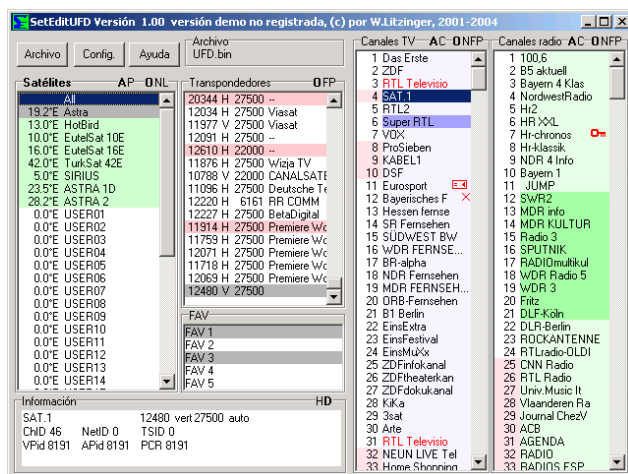 SetEditUFD Versión 1.00 versión demo no registrada, (c) por W.Litzinger, 2001-2004
Archivo Config. Ayuda
Archivo
UFD.bin
Satélites AP ONL
All
19.2°E Astra
13.0°E HotBird
10.0°E EutelSat 10E
16.0°E EutelSat 16E
42.0°E TurkSat 42E
5.0°E SIRIUS
23.5°E ASTRA 1D
28.2°E ASTRA 2
0.0°E USER01
0.0°E USER02
0.0°E USER03
0.0°E USER04
0.0°E USER05
0.0°E USER06
0.0°E USER07
0.0°E USER08
0.0°E USER09
0.0°E USER10
0.0°E USER11
0.0°E USER12
0.0°E USER13
0.0°E USER14
Transpondedores OFP
20344 H 27500 --
12034 H 27500 Viasat
11977 V 27500 Viasat
12091 H 27500 --
12610 H 22000 --
11876 H 27500 Wizja TV
10788 V 22000 CANALSATE
11096 H 27500 Deutsche Te
12220 H 6161 RR COMM
12227 H 27500 BetaDigital
11914 H 27500 Premiere Wo
11759 H 27500 Premiere Wo
12071 H 27500 Premiere Wo
11718 H 27500 Premiere Wo
12069 H 27500 Premiere Wo
12480 V 27500
FAV
FAV 1
FAV 2
FAV 3
FAV 4
FAV 5
Información HD
SAT.1 12480 vert 27500 auto
ChID 46 NetID 0 TSID 0
VPid 8191 APid 8191 PCR 8191
Canales TV AC ONFP
1 Das Erste
2 ZDF
3 RTL Televisio
4 SAT.1
5 RTL2
6 Super RTL
7 VOX
8 ProSieben
9 KABEL1
10 DSF
11 Eurosport
12 Bayerisches F
13 Hessen fernse
14 SR Fernsehen
15 SÜDWEST BW
16 WDR FERNSE...
17 BR-alpha
18 NDR Fernsehen
19 MDR FERNSEH...
20 ORB-Fernsehen
21 B1 Berlin
22 EinsExtra
23 EinsFestival
24 EinsMuXx
25 ZDFinfokanal
26 ZDFtheaterkan
27 ZDFdokukanal
28 KiKa
29 3sat
30 Arte
31 RTL Televisio
32 NEUN LIVE Tel
33 Home Shopping
Canales radio AC ONFP
1 100,6
2 B5 aktuell
3 Bayern 4 Klas
4 NordwestRadio
5 Hr2
6 HR XXL
7 Hr-chronos
8 Hr-klassik
9 NDR 4 Info
10 Bayern 1
11 JUMP
12 SWR2
13 MDR info
14 MDR KULTUR
15 Radio 3
16 SPUTNIK
17 RADIOmultikul
18 WDR Radio 5
19 WDR 3
20 Fritz
21 DLF-Köln
22 DLR-Berlin
23 ROCKANTENNE
24 RTLradio-OLDI
25 CNN Radio
26 RTL Radio
27 Univ.Music It
28 Vlaanderen Ra
29 Journal ChezV
30 ACB
31 AGENDA
32 RADIO
33 RADIOS ESP